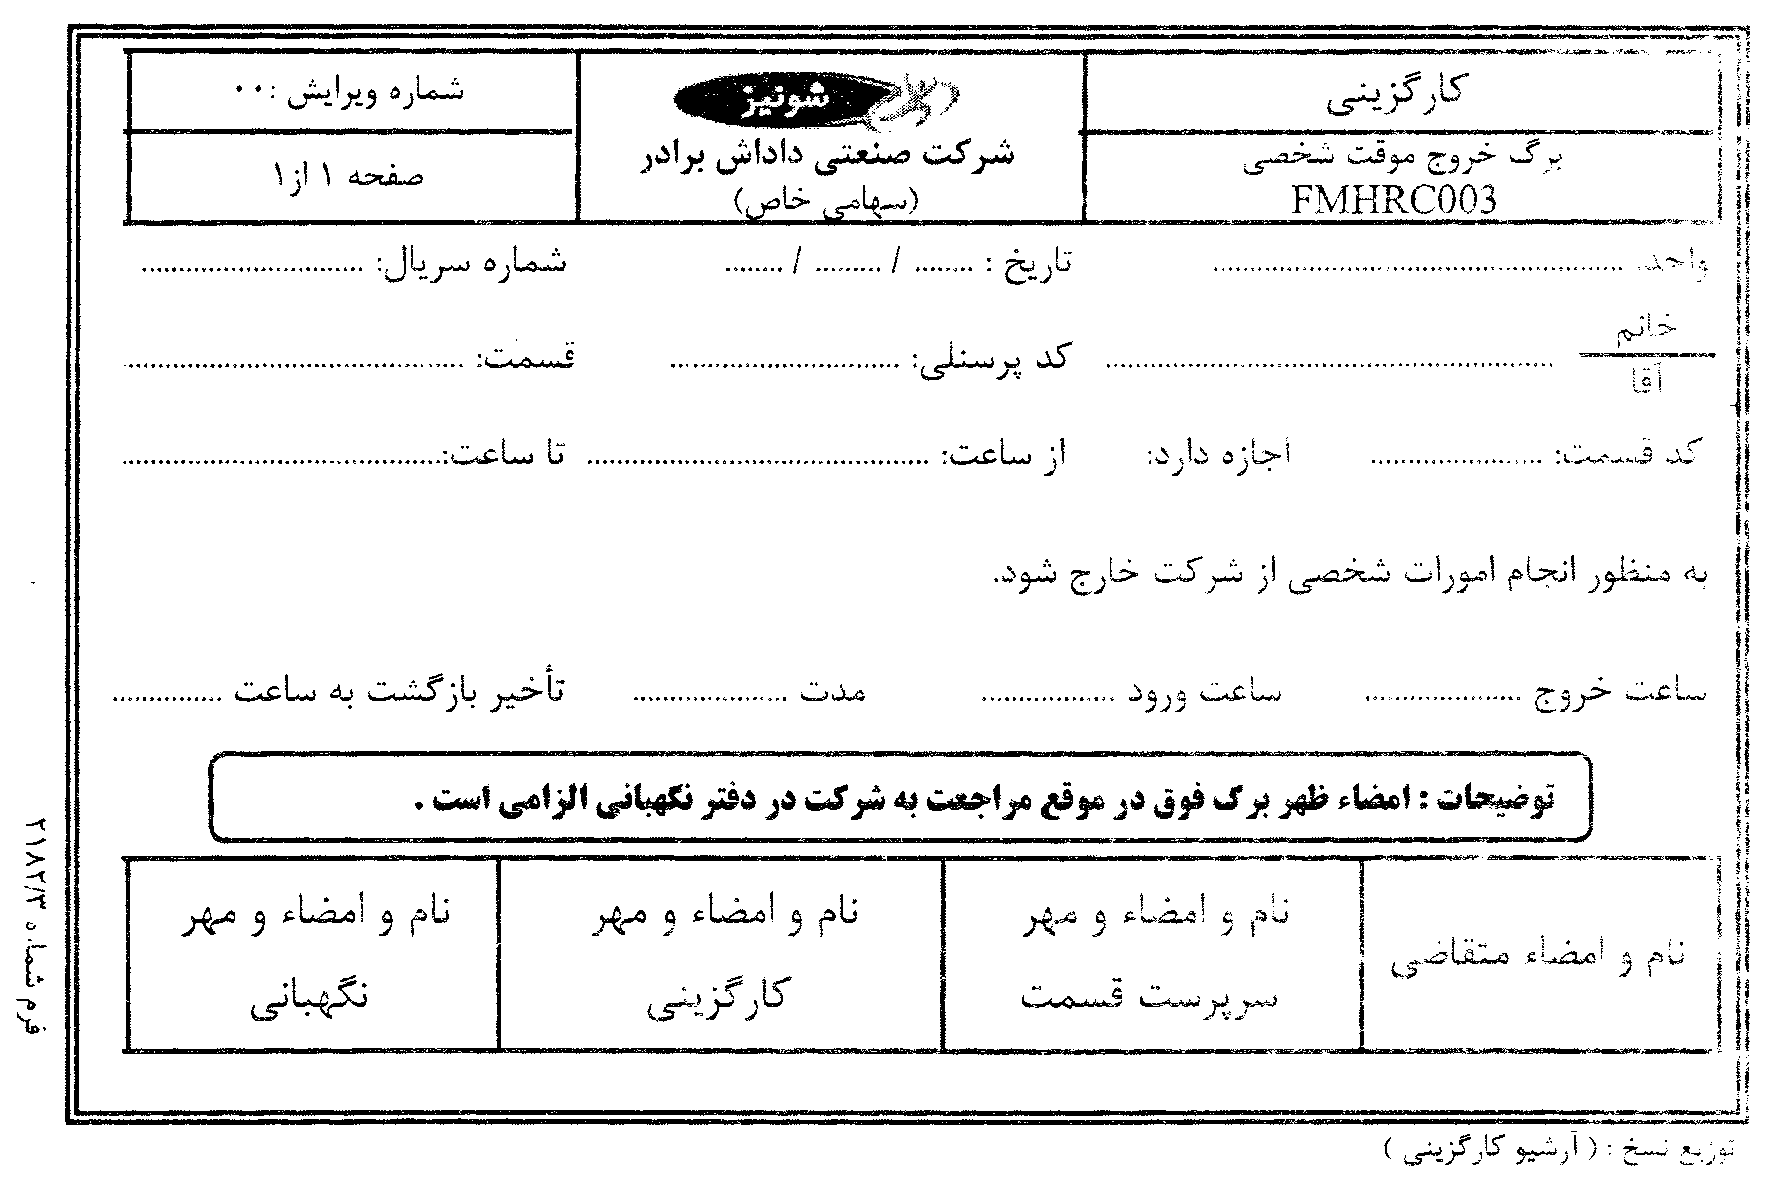 کارگزینی
برگ خروج موقت شخصی
FMHRC003
شونیز
شرکت صنعتی داداش برادر
(سهامی خاص)
شماره ویرایش :۰۰
صفحه ۱ از۱
واحد: ........ تاریخ : ........ / ......... / ........ شماره سریال: ........
خانم
آقا
........ کد پرسنلی: ........ قسمت: ........
کد قسمت: ........ اجازه دارد: از ساعت: ........ تا ساعت: ........
به منظور انجام امورات شخصی از شرکت خارج شود.
ساعت خروج ........ ساعت ورود ........ مدت ........ تأخیر بازگشت به ساعت ........
توضیحات : امضاء ظهر برگ فوق در موقع مراجعت به شرکت در دفتر نگهبانی الزامی است .
نام و امضاء متقاضی
نام و امضاء و مهر
سرپرست قسمت
نام و امضاء و مهر
کارگزینی
نام و امضاء و مهر
نگهبانی
توزیع نسخ : ( آرشیو کارگزینی )
فرم شماره ۲۱۸۲/۳